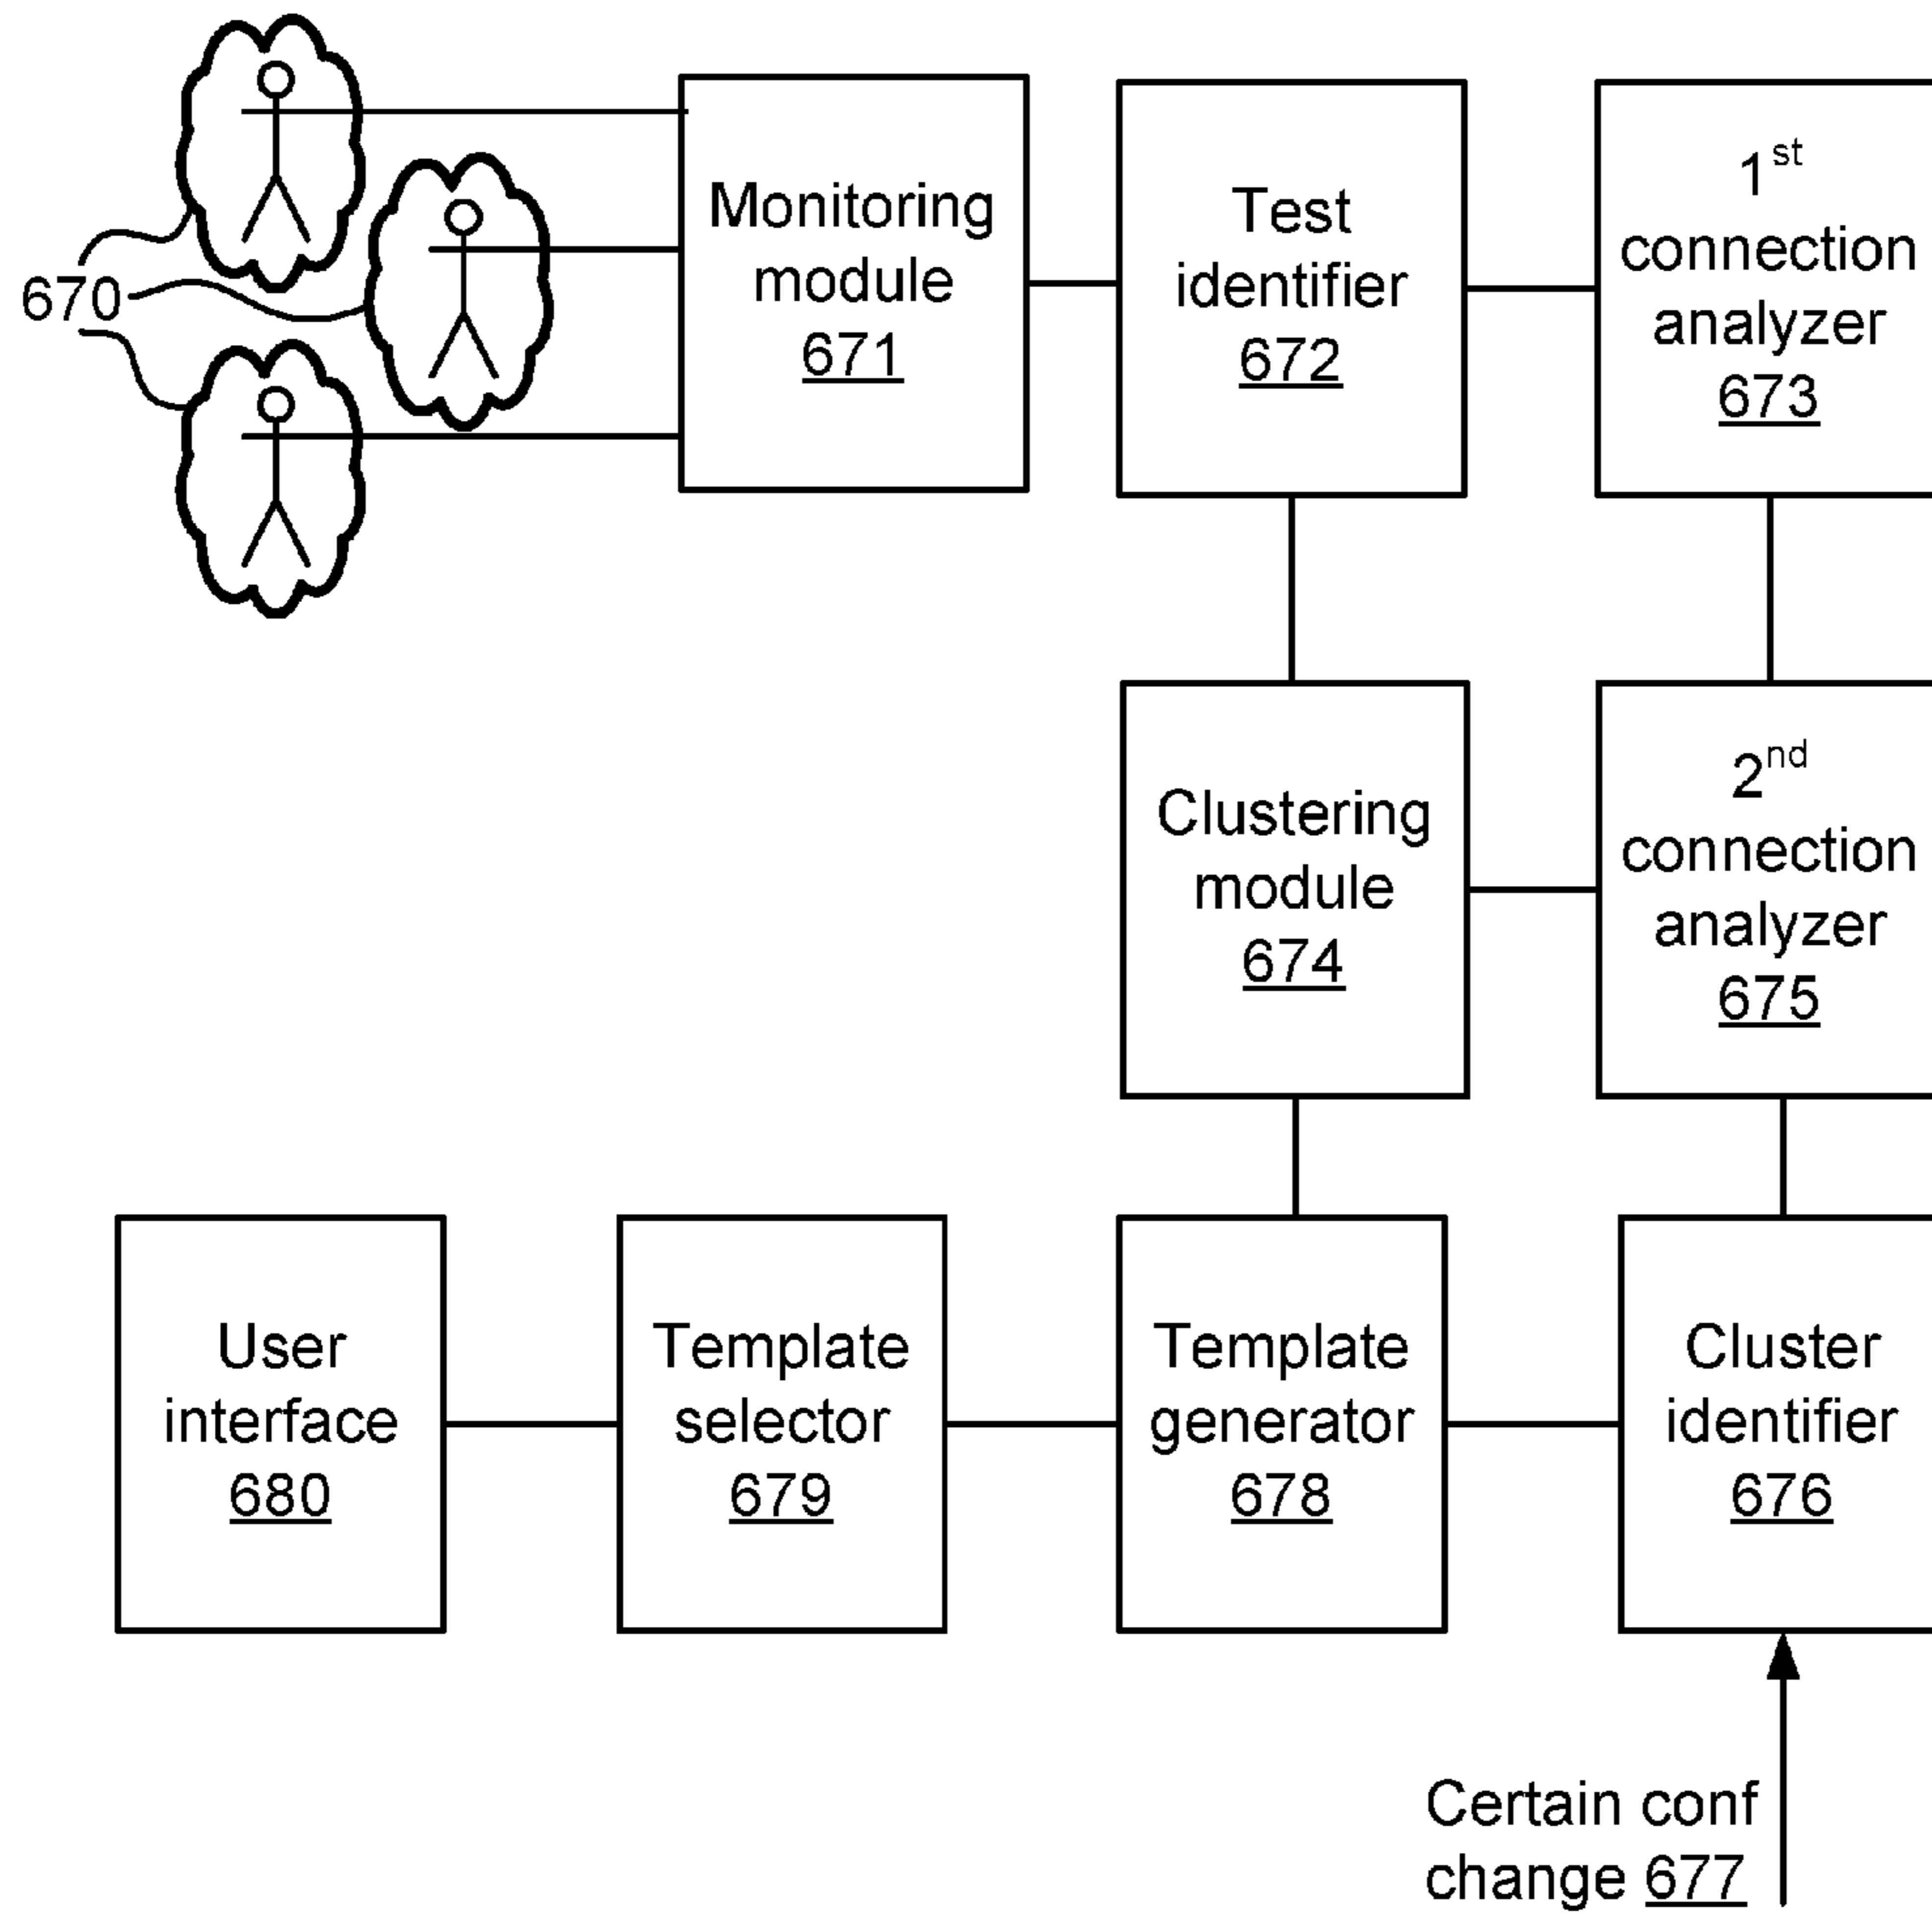 670
Monitoring
module
671
Test
identifier
672
1st
connection
analyzer
673
Clustering
module
674
2nd
connection
analyzer
675
User
interface
680
Template
selector
679
Template
generator
678
Cluster
identifier
676
Certain conf
change 677